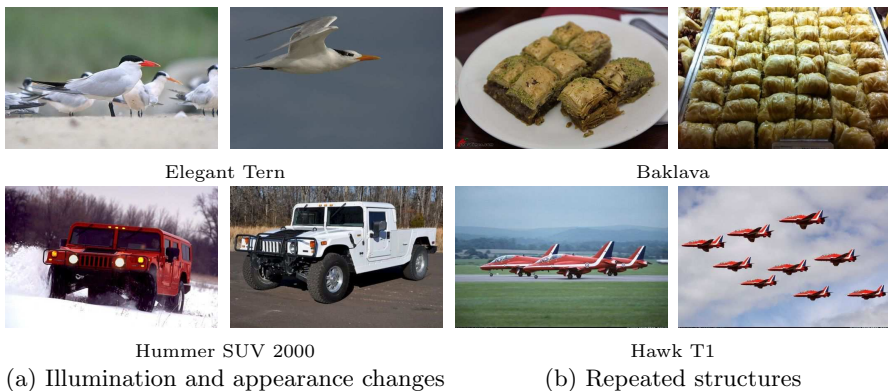 Elegant Tern
Baklava
Hummer SUV 2000
Hawk T1
(a) Illumination and appearance changes
(b) Repeated structures